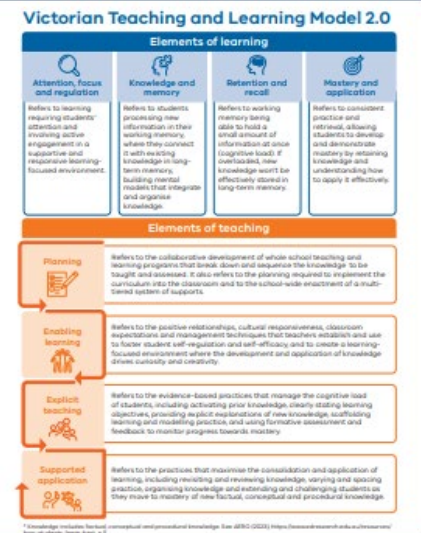 Victorian Teaching and Learning Model 2.0
Elements of learning
Attention, focus
and regulation
Refers to learning
requiring students'
attention and
involving active
engagement in a
supportive and
responsive learning-
focused environment.
Knowledge and
memory
Refers to students
processing new
information in their
working memory,
where they connect
it with existing
knowledge in long-
term memory,
building mental
models that integrate
and organise
knowledge.
Retention and
recall
Refers to working
memory being
able to hold a
small amount of
information at once
(cognitive load). If
overloaded, new
knowledge won't be
effectively stored in
long-term memory.
Mastery and
application
Refers to consistent
practice and
retrieval, allowing
students to develop
and demonstrate
mastery by retaining
knowledge and
understanding how
to apply it effectively.
Elements of teaching
Planning
Refers to the collaborative development of whole school teaching and
learning programs that break down and sequence the knowledge to be
taught and assessed. It also refers to the planning required to implement the
curriculum into the classroom and to the school-wide enactment of a multi-
tiered system of supports.
Enabling
learning
Refers to the positive relationships, cultural responsiveness, classroom
expectations and management techniques that teachers establish and use
to foster student self-regulation and self-efficacy, and to create a learning-
focused environment where the development and application of knowledge
drives curiosity and creativity.
Explicit
teaching
Refers to the evidence-based practices that manage the cognitive load
of students, including activating prior knowledge, clearly stating learning
objectives, providing explicit explanations of new knowledge, scaffolding
learning and modelling practice, and using formative assessment and
feedback to monitor progress towards mastery.
Supported
application
Refers to the practices that maximise the consolidation and application of
learning, including revisiting and reviewing knowledge, varying and spacing
practice, organising knowledge and extending and challenging students as
they move to mastery of new factual, conceptual and procedural knowledge.
* Knowledge includes factual, conceptual and procedural knowledge. See AERO (2023)